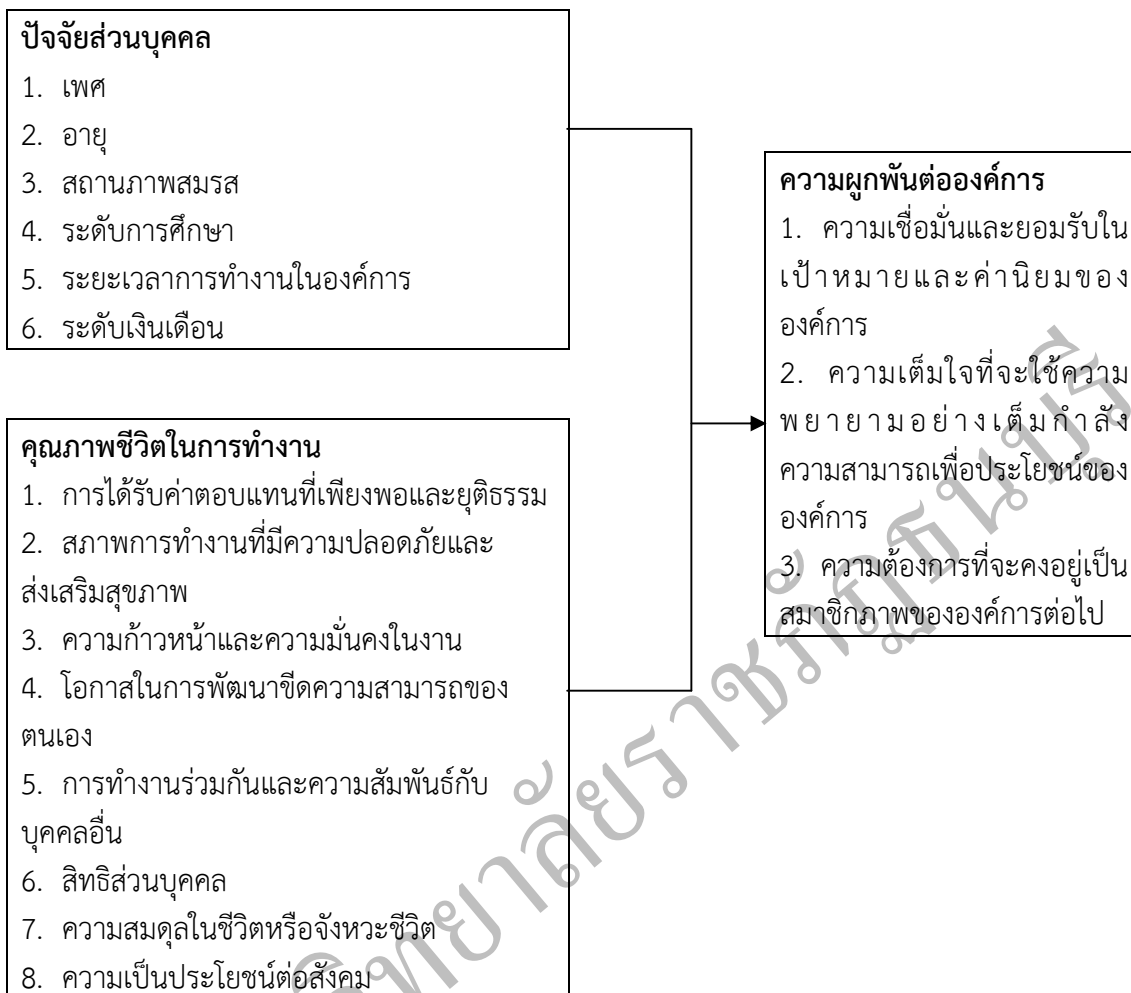 ปัจจัยส่วนบุคคล
1. เพศ
2. อายุ
3. สถานภาพสมรส
4. ระดับการศึกษา
5. ระยะเวลาการทำงานในองค์การ
6. ระดับเงินเดือน
คุณภาพชีวิตในการทำงาน
1. การได้รับค่าตอบแทนที่เพียงพอและยุติธรรม
2. สภาพการทำงานที่มีความปลอดภัยและ
ส่งเสริมสุขภาพ
3. ความก้าวหน้าและความมั่นคงในงาน
4. โอกาสในการพัฒนาขีดความสามารถของ
ตนเอง
5. การทำงานร่วมกันและความสัมพันธ์กับ
บุคคลอื่น
6. สิทธิส่วนบุคคล
7. ความสมดุลในชีวิตหรือจังหวะชีวิต
8. ความเป็นประโยชน์ต่อสังคม
ความผูกพันต่อองค์การ
1. ความเชื่อมั่นและยอมรับใน
เป้าหมายและค่านิยมของ
องค์การ
2. ความเต็มใจที่จะใช้ความ
พยายามอย่างเต็มกำลัง
ความสามารถเพื่อประโยชน์ของ
องค์การ
3. ความต้องการที่จะคงอยู่เป็น
สมาชิกภาพขององค์การต่อไป
ราชภัฏธนบุรี